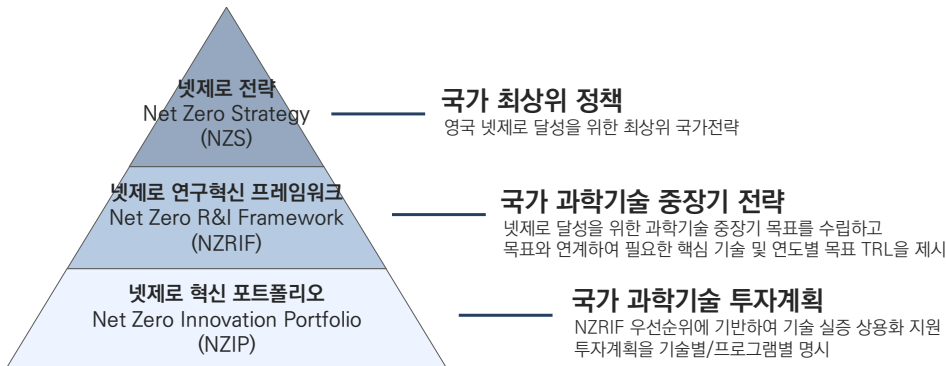 넷제로 전략
Net Zero Strategy
(NZS)
국가 최상위 정책
영국 넷제로 달성을 위한 최상위 국가전략
넷제로 연구혁신 프레임워크
Net Zero R&I Framework
(NZRIF)
국가 과학기술 중장기 전략
넷제로 달성을 위한 과학기술 중장기 목표를 수립하고
목표와 연계하여 필요한 핵심 기술 및 연도별 목표 TRL을 제시
넷제로 혁신 포트폴리오
Net Zero Innovation Portfolio
(NZIP)
국가 과학기술 투자계획
NZRIF 우선순위에 기반하여 기술 실증 상용화 지원
투자계획을 기술별/프로그램별 명시